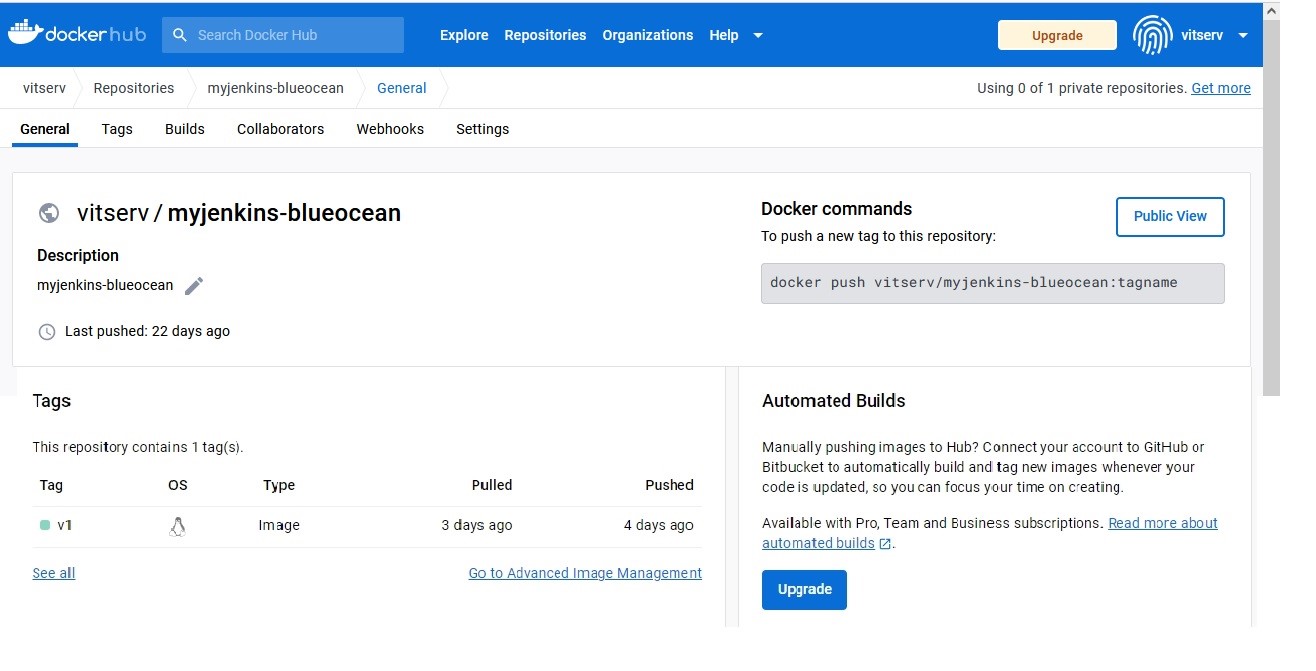 dockerhub
Search Docker Hub
Explore Repositories Organizations Help
Upgrade
vitserv
vitserv Repositories myjenkins-blueocean General
Using 0 of 1 private repositories. Get more
General Tags Builds Collaborators Webhooks Settings
vitserv / myjenkins-blueocean
Description
myjenkins-blueocean
Last pushed: 22 days ago
Docker commands
To push a new tag to this repository:
Public View
docker push vitserv/myjenkins-blueocean:tagname
Tags
This repository contains 1 tag(s).
Tag OS Type Pulled Pushed
v1 Image 3 days ago 4 days ago
See all
Go to Advanced Image Management
Automated Builds
Manually pushing images to Hub? Connect your account to GitHub or
Bitbucket to automatically build and tag new images whenever your
code is updated, so you can focus your time on creating.
Available with Pro, Team and Business subscriptions. Read more about
automated builds.
Upgrade